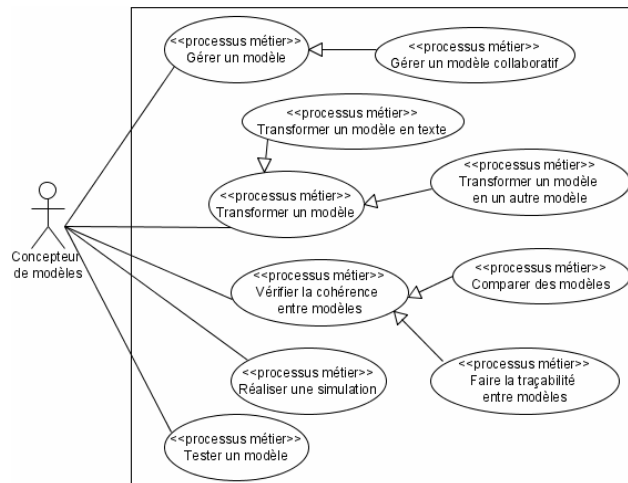 <<processus métier>>
Gérer un modèle
<<processus métier>>
Gérer un modèle collaboratif
<<processus métier>>
Transformer un modèle en texte
<<processus métier>>
Transformer un modèle
en un autre modèle
<<processus métier>>
Transformer un modèle
Concepteur
de modèles
<<processus métier>>
Vérifier la cohérence
entre modèles
<<processus métier>>
Comparer des modèles
<<processus métier>>
Réaliser une simulation
<<processus métier>>
Faire la traçabilité
entre modèles
<<processus métier>>
Tester un modèle